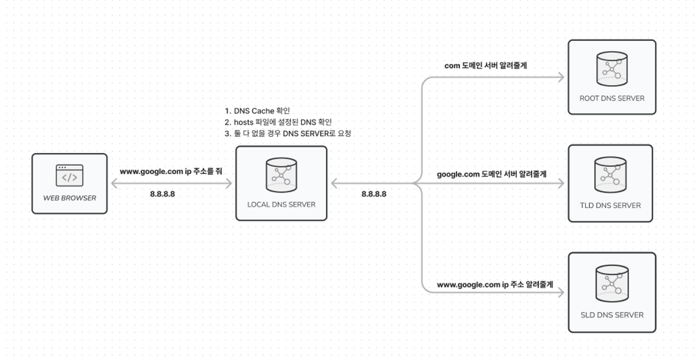 com 도메인 서버 알려줄게
ROOT DNS SERVER
1. DNS Cache 확인
2. hosts 파일에 설정된 DNS 확인
3. 둘 다 없을 경우 DNS SERVER로 요청
www.google.com ip 주소를 줘
8.8.8.8
WEB BROWSER
LOCAL DNS SERVER
google.com 도메인 서버 알려줄게
8.8.8.8
TLD DNS SERVER
www.google.com ip 주소 알려줄게
SLD DNS SERVER